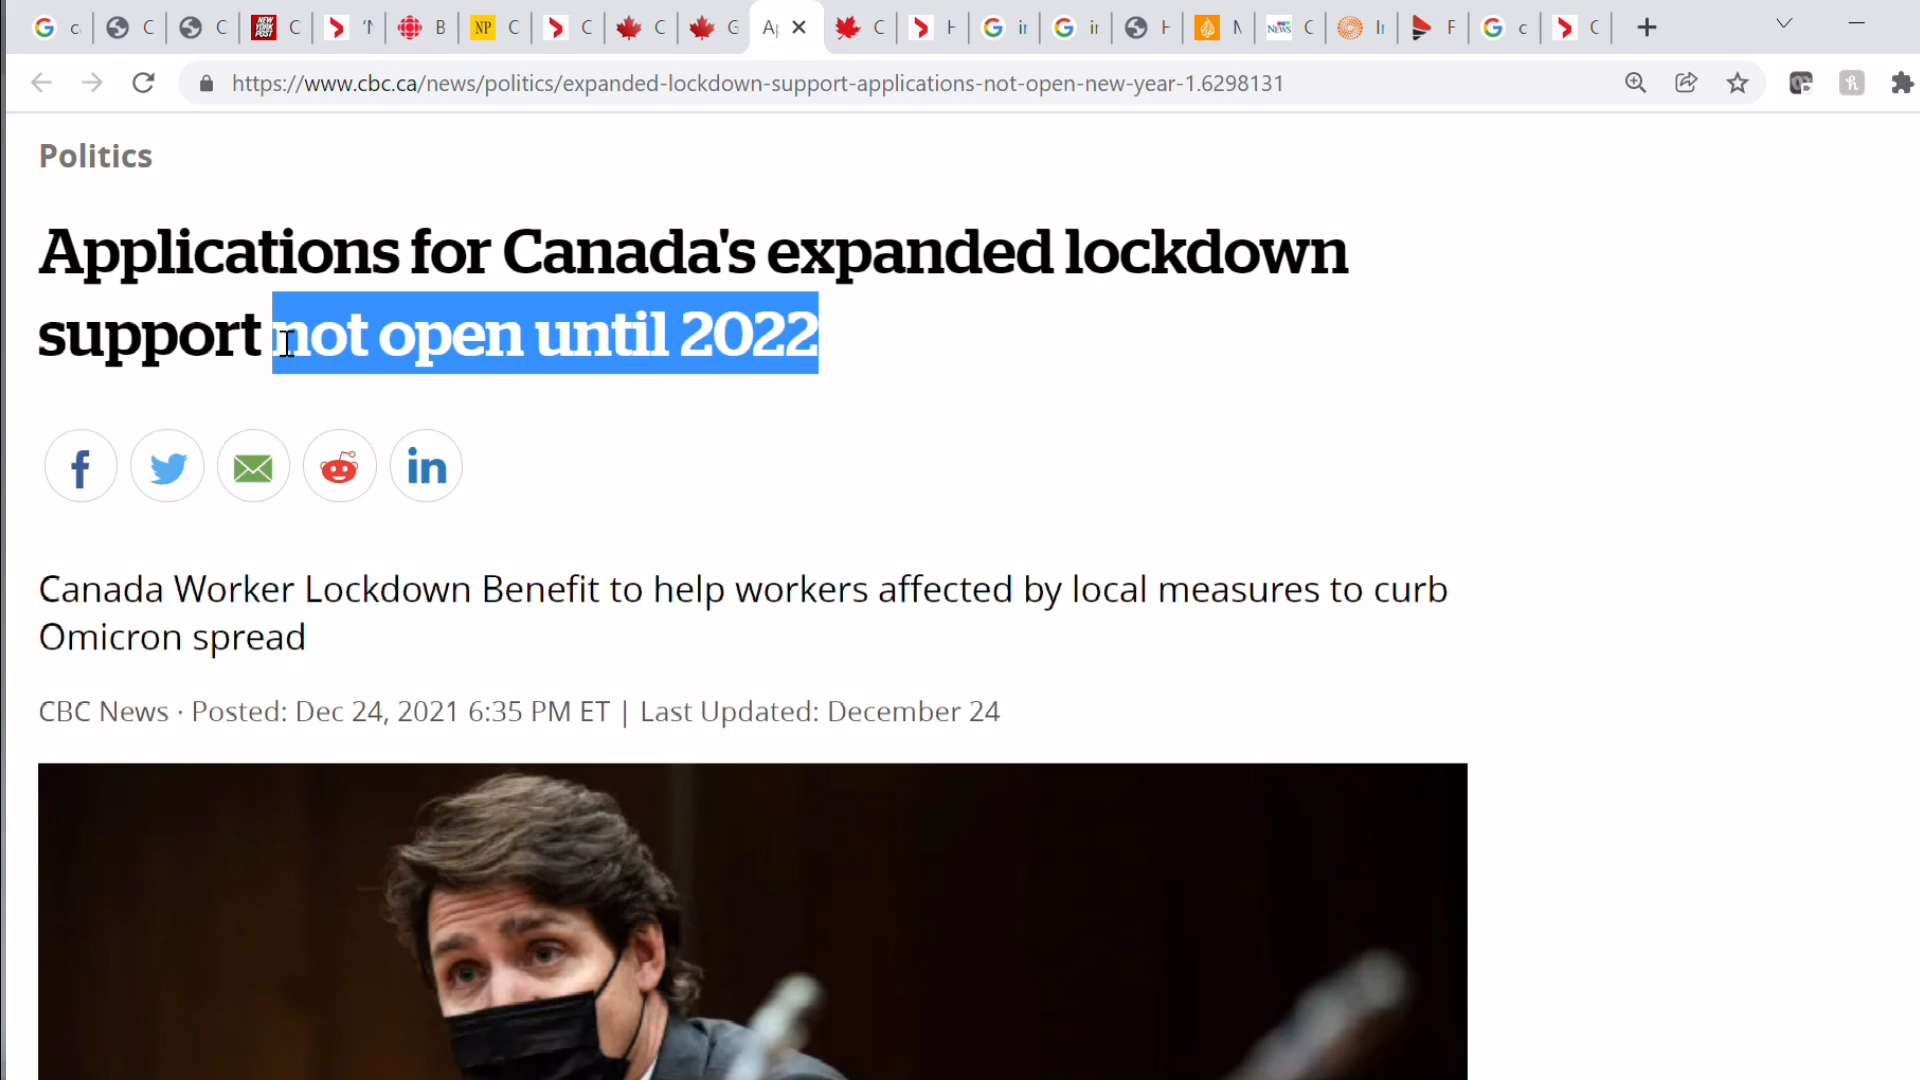 https://www.cbc.ca/news/politics/expanded-lockdown-support-applications-not-open-new-year-1.6298131
Politics
Applications for Canada's expanded lockdown
support not open until 2022
Canada Worker Lockdown Benefit to help workers affected by local measures to curb
Omicron spread
CBC News · Posted: Dec 24, 2021 6:35 PM ET | Last Updated: December 24